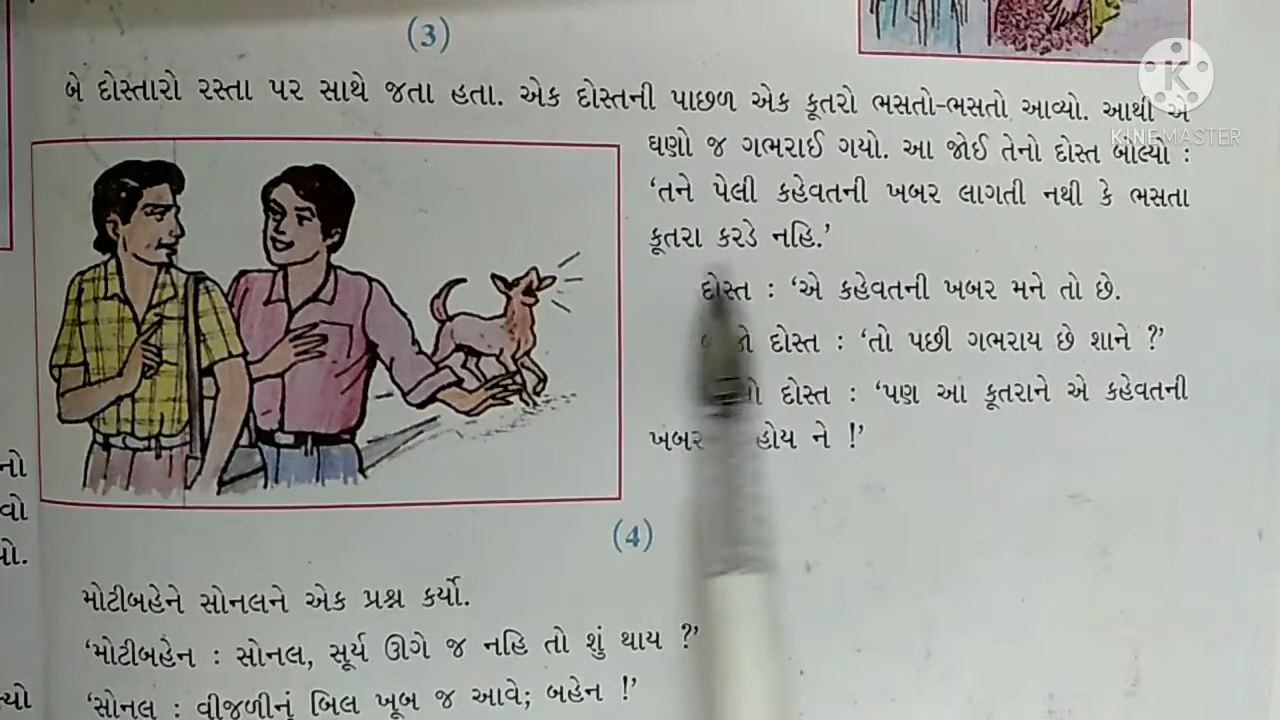 (3)
બે દોસ્તારો રસ્તા પર સાથે જતા હતા. એક દોસ્તની પાછળ એક કૂતરો ભસતો-ભસતો આવ્યો. આથી એ
ઘણો જ ગભરાઈ ગયો. આ જોઈ તેનો દોસ્ત બોલ્યો :
‘તને પેલી કહેવતની ખબર લાગતી નથી કે ભસતા
કૂતરા કરડે નહિ.’
દોસ્ત : ‘એ કહેવતની ખબર મને તો છે.
દોસ્ત : ‘તો પછી ગભરાય છે શાને ?’
દોસ્ત : ‘પણ આ કૂતરાને એ કહેવતની
ખબર હોય ને !’
(4)
મોટીબહેને સોનલને એક પ્રશ્ન કર્યો.
‘મોટીબહેન : સોનલ, સૂર્ય ઊગે જ નહિ તો શું થાય ?’
‘સોનલ : વીજળીનું બિલ ખૂબ જ આવે; બહેન !’
K
KINEMASTER